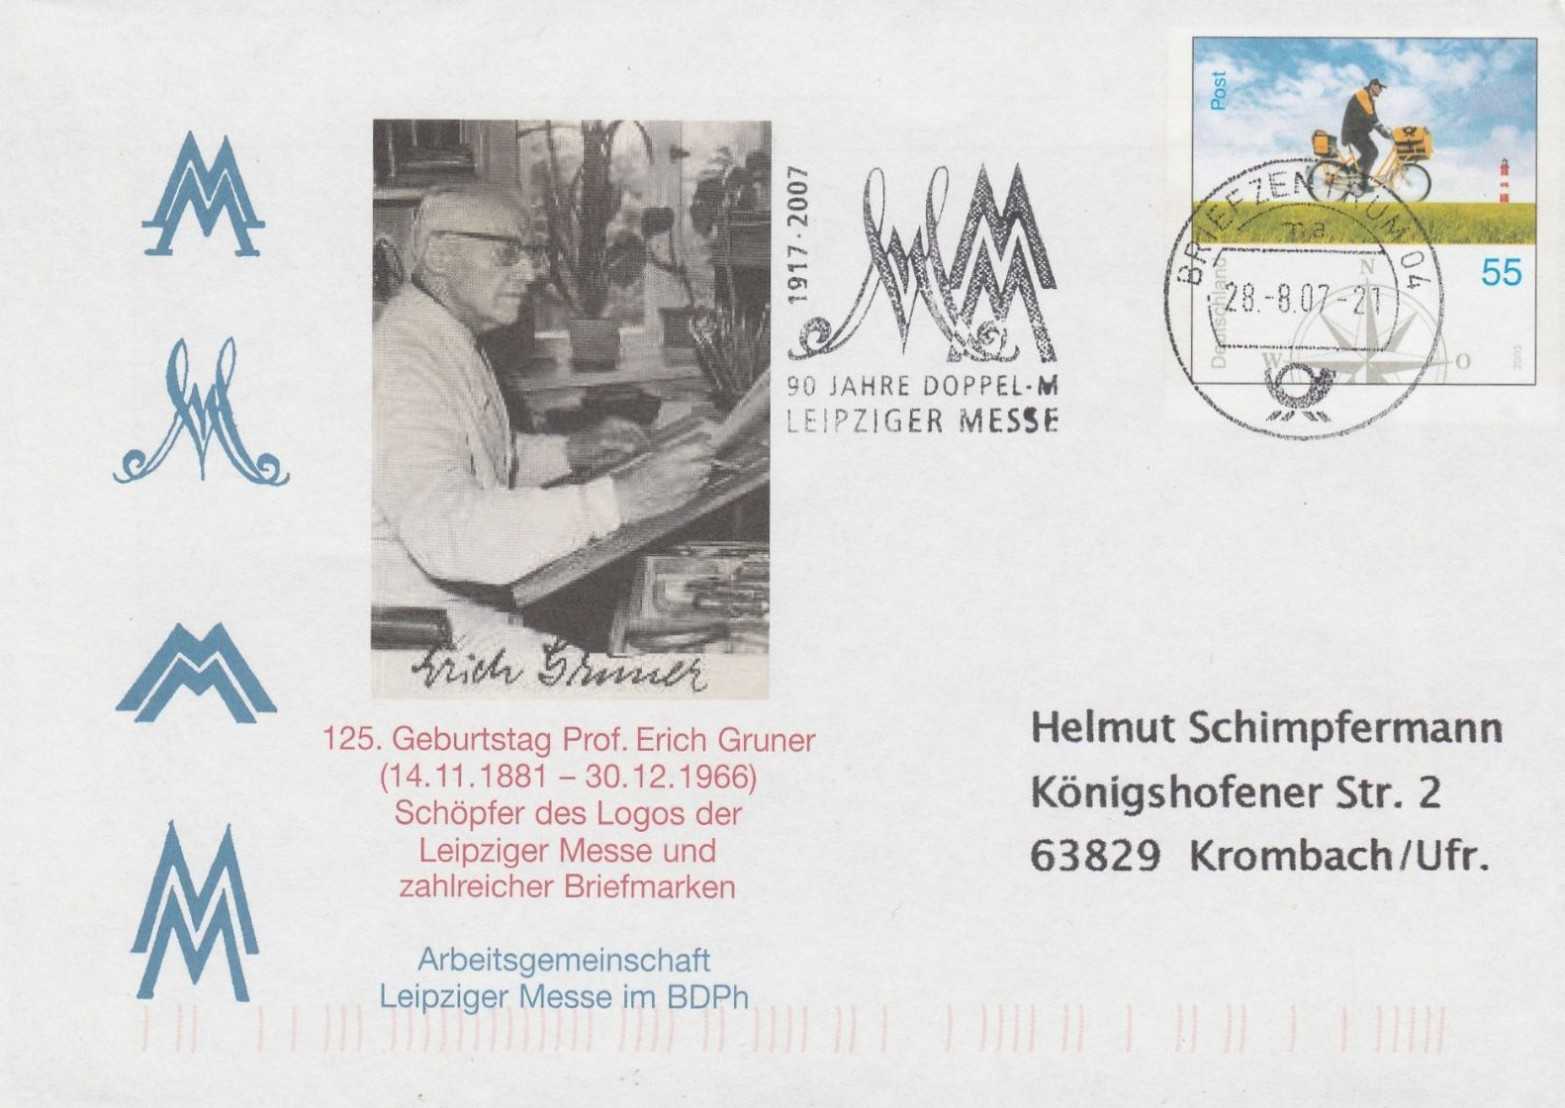 Post
Deutschland
55
N
W
O
2005
BRIEFZENTRUM 04
ma
28.-8.07-21
1917·2007
90 JAHRE DOPPEL-M
LEIPZIGER MESSE
Erich Gruner
125. Geburtstag Prof. Erich Gruner
(14.11.1881 – 30.12.1966)
Schöpfer des Logos der
Leipziger Messe und
zahlreicher Briefmarken
Arbeitsgemeinschaft
Leipziger Messe im BDPh
Helmut Schimpfermann
Königshofener Str. 2
63829 Krombach/Ufr.